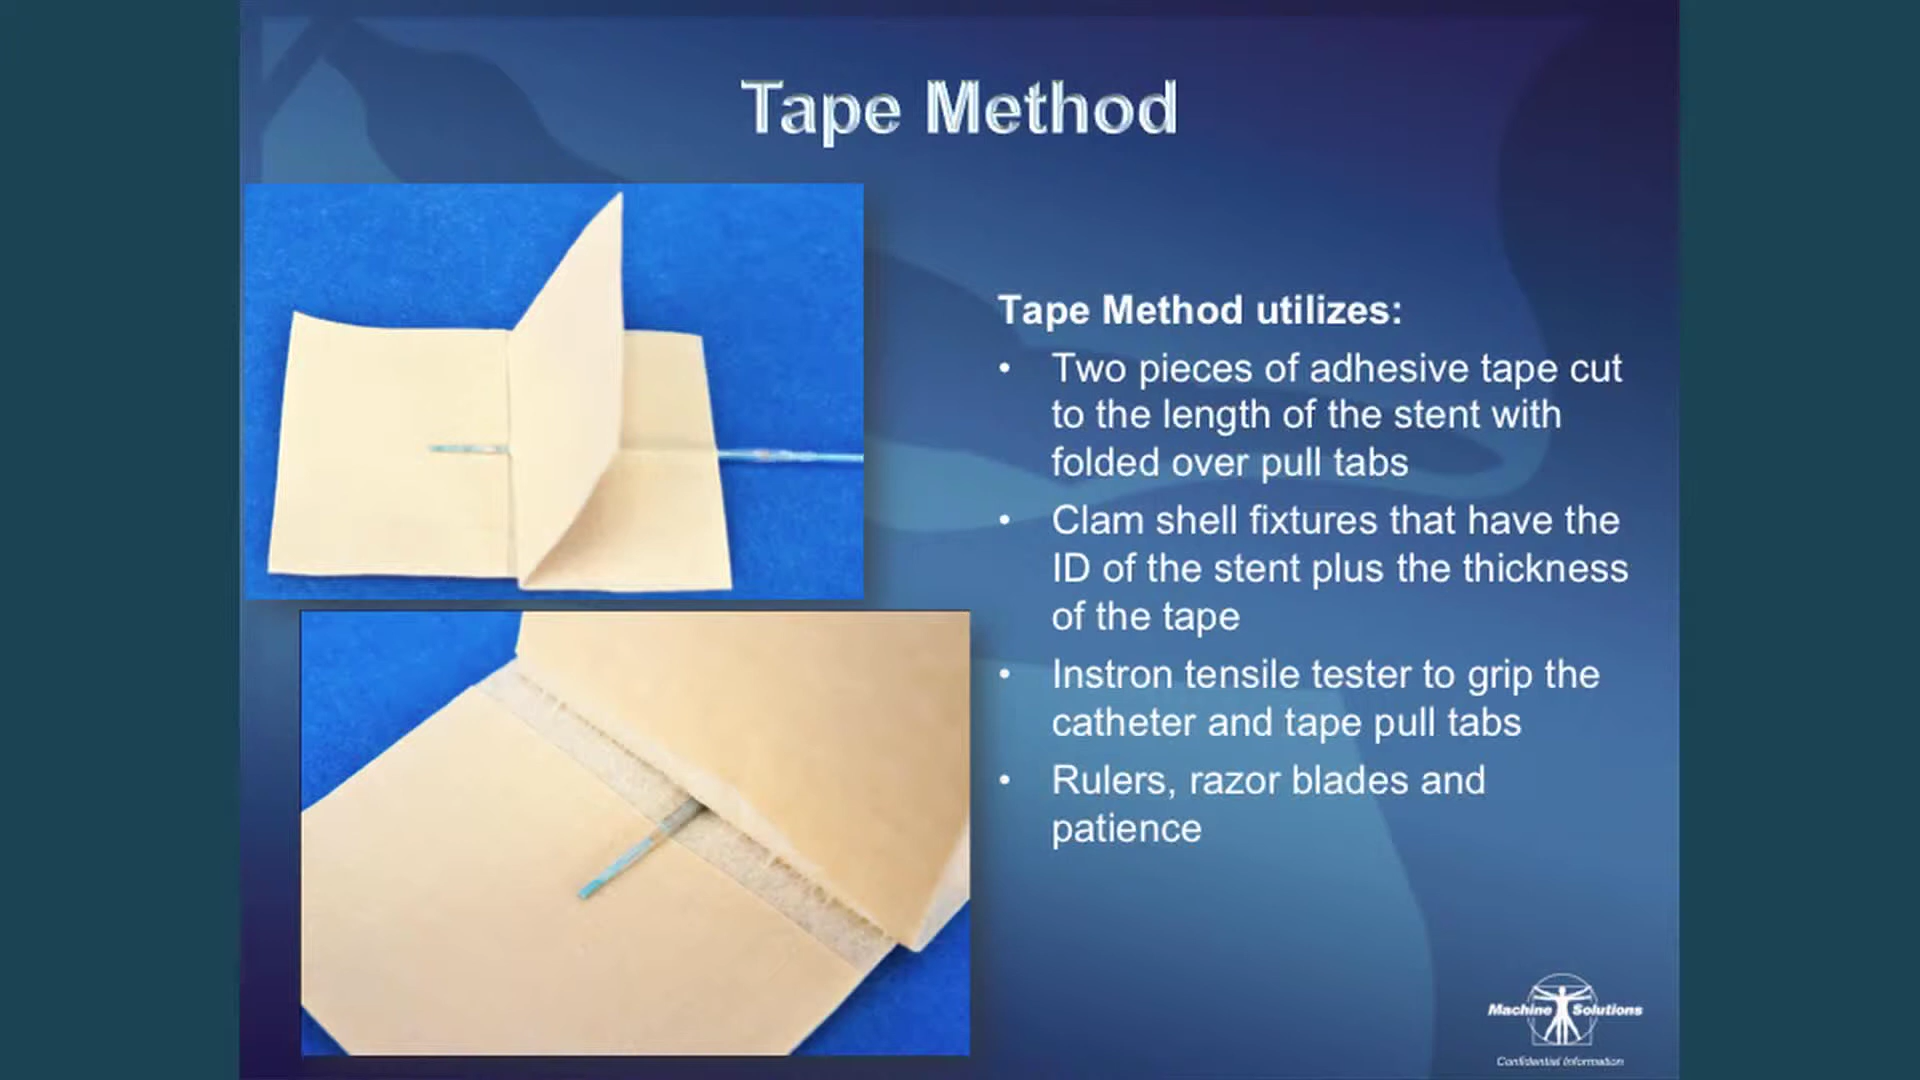 Tape Method
Tape Method utilizes:
• Two pieces of adhesive tape cut
to the length of the stent with
folded over pull tabs
• Clam shell fixtures that have the
ID of the stent plus the thickness
of the tape
• Instron tensile tester to grip the
catheter and tape pull tabs
• Rulers, razor blades and
patience
Machine Solutions
Confidential Information